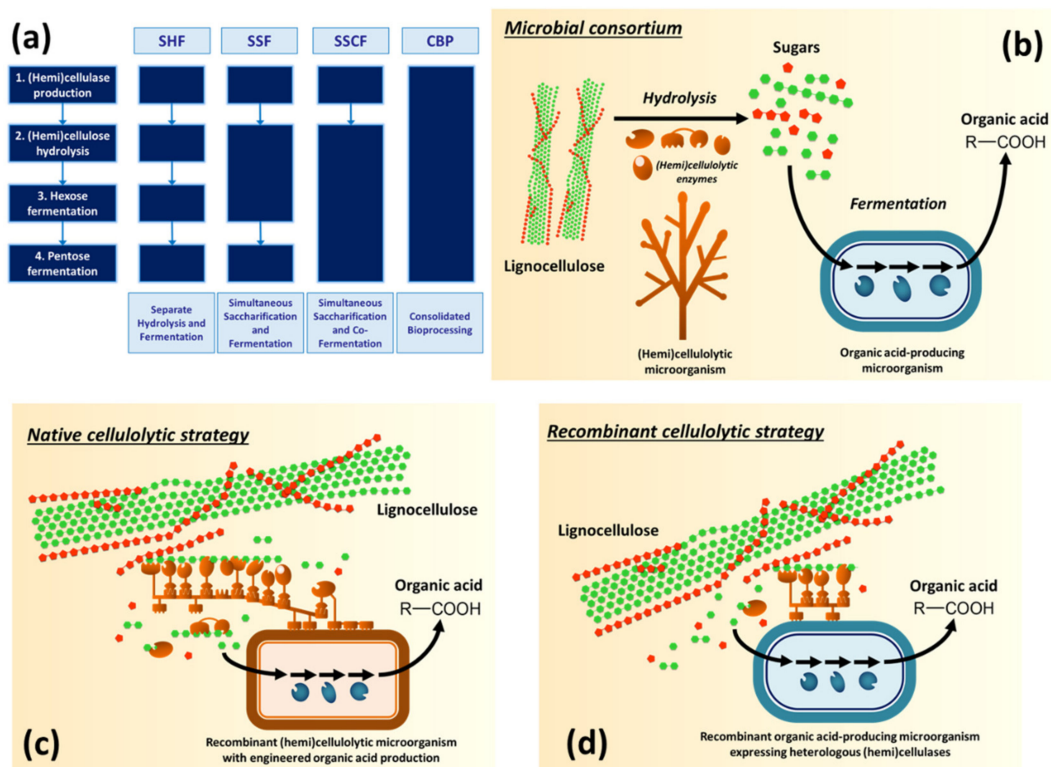 (a)
SHF
SSF
SSCF
CBP
1. (Hemi)cellulase
production
2. (Hemi)cellulose
hydrolysis
3. Hexose
fermentation
4. Pentose
fermentation
Separate
Hydrolysis and
Fermentation
Simultaneous
Saccharification
and
Fermentation
Simultaneous
Saccharification
and Co-
Fermentation
Consolidated
Bioprocessing
Microbial consortium
(b)
Sugars
Hydrolysis
(Hemi)cellulolytic
enzymes
Organic acid
R—COOH
Fermentation
Lignocellulose
(Hemi)cellulolytic
microorganism
Organic acid-producing
microorganism
Native cellulolytic strategy
Lignocellulose
Organic acid
R—COOH
(c)
Recombinant (hemi)cellulolytic microorganism
with engineered organic acid production
Recombinant cellulolytic strategy
Lignocellulose
Organic acid
R—COOH
(d)
Recombinant organic acid-producing microorganism
expressing heterologous (hemi)cellulases